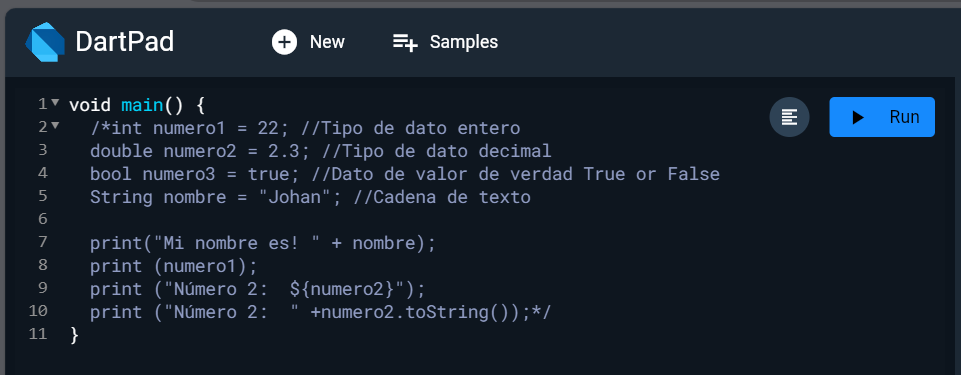 DartPad New Samples
Run
1 void main() {
2 /*int numero1 = 22; //Tipo de dato entero
3 double numero2 = 2.3; //Tipo de dato decimal
4 bool numero3 = true; //Dato de valor de verdad True or False
5 String nombre = "Johan"; //Cadena de texto
6
7 print("Mi nombre es! " + nombre);
8 print (numero1);
9 print ("Número 2:  ${numero2}");
10 print ("Número 2:  " +numero2.toString());*/
11 }